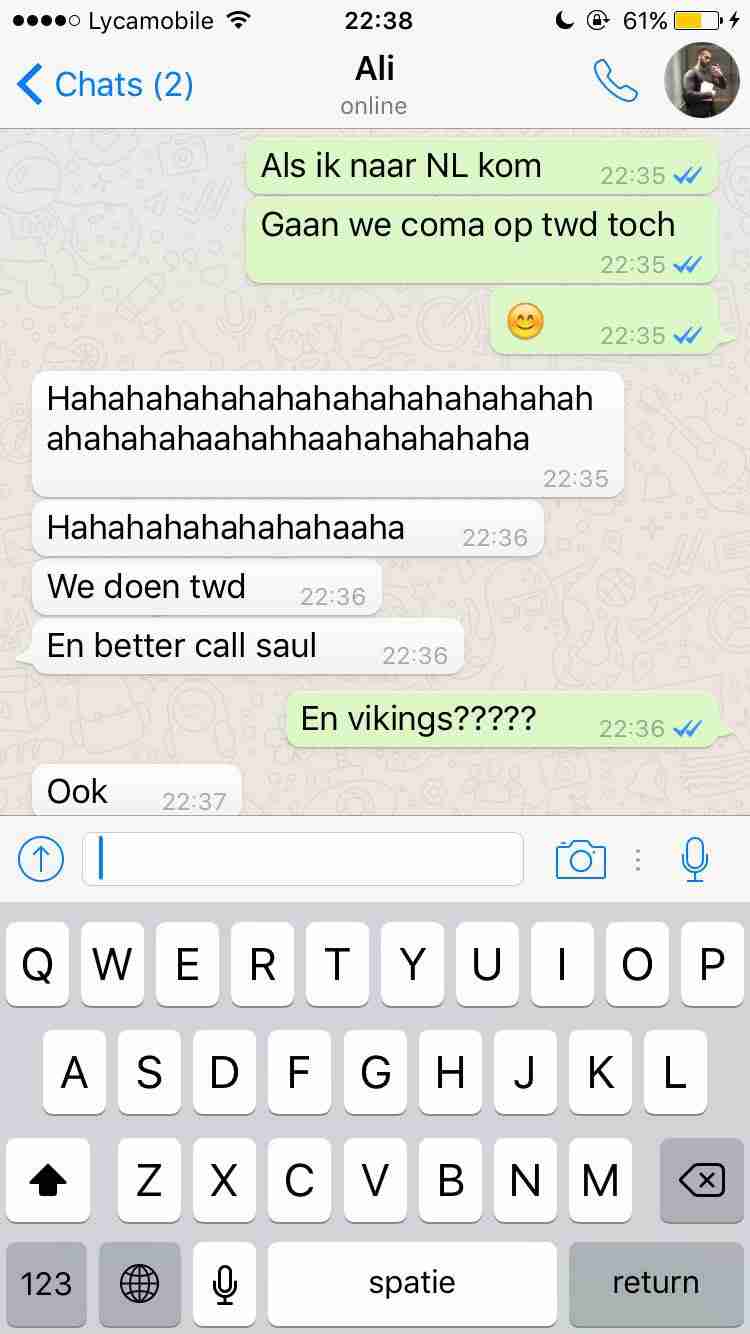 Lycamobile 22:38 61%
Chats (2) Ali
online
Als ik naar NL kom 22:35
Gaan we coma op twd toch
22:35
😊 22:35
Hahahahahahahahahahahahahahah
ahahahahaahahhaahahahahaha
22:35
Hahahahahahahahaaha 22:36
We doen twd 22:36
En better call saul 22:36
En vikings????? 22:36
Ook 22:37
Q W E R T Y U I O P
A S D F G H J K L
Z X C V B N M
123 spatie return